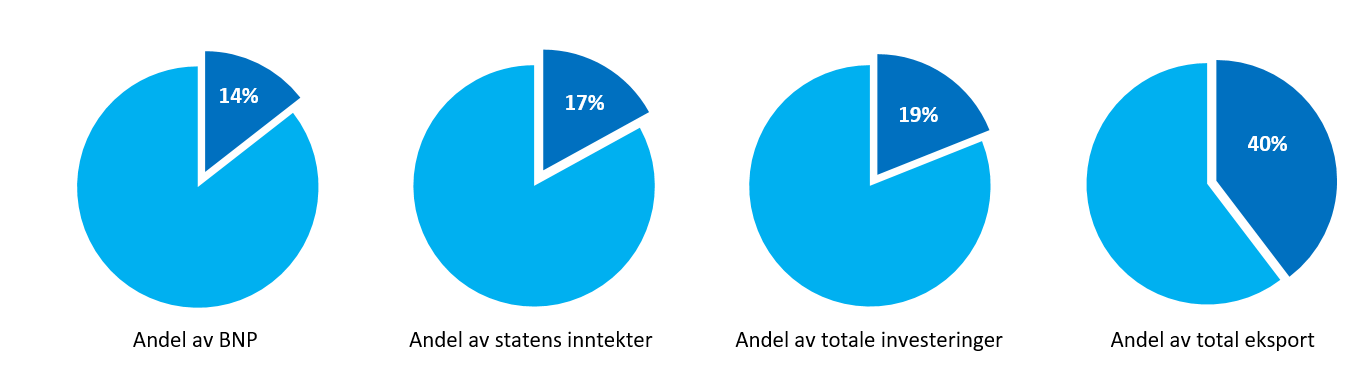 14%
17%
19%
40%
Andel av BNP
Andel av statens inntekter
Andel av totale investeringer
Andel av total eksport